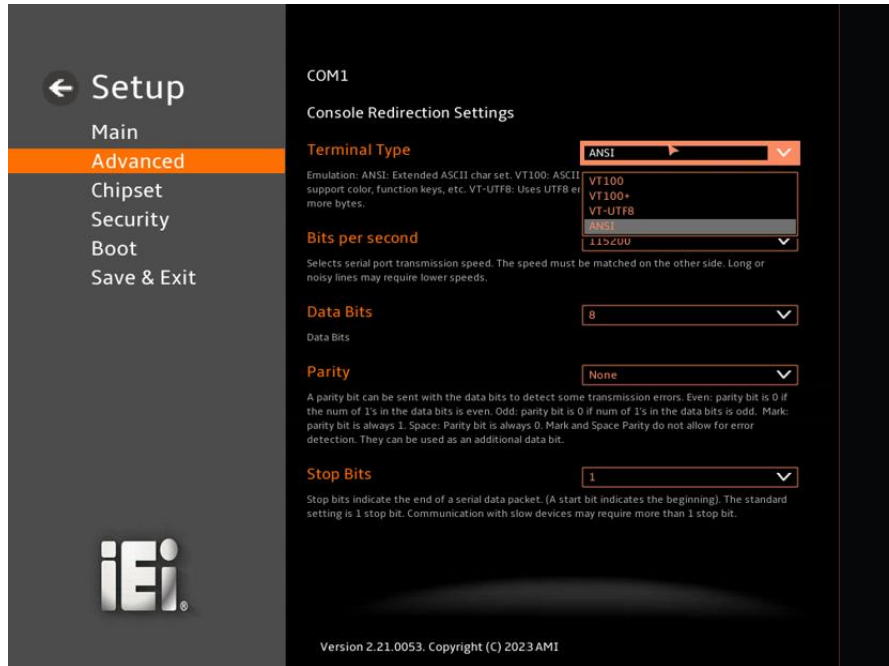 Setup
Main
Advanced
Chipset
Security
Boot
Save & Exit
COM1
Console Redirection Settings
Terminal Type
ANSI
Emulation: ANSI: Extended ASCII char set. VT100: ASCII
support color, function keys, etc. VT-UTF8: Uses UTF8
more bytes.
VT100
VT100+
VT-UTF8
ANSI
Bits per second
115200
Selects serial port transmission speed. The speed must be matched on the other side. Long or
noisy lines may require lower speeds.
Data Bits
8
Data Bits
Parity
None
A parity bit can be sent with the data bits to detect some transmission errors. Even: parity bit is 0 if
the num of 1's in the data bits is even. Odd: parity bit is 0 if num of 1's in the data bits is odd. Mark:
parity bit is always 1. Space: Parity bit is always 0. Mark and Space Parity do not allow for error
detection. They can be used as an additional data bit.
Stop Bits
1
Stop bits indicate the end of a serial data packet. (A start bit indicates the beginning). The standard
setting is 1 stop bit. Communication with slow devices may require more than 1 stop bit.
iEi®
Version 2.21.0053. Copyright (C) 2023 AMI